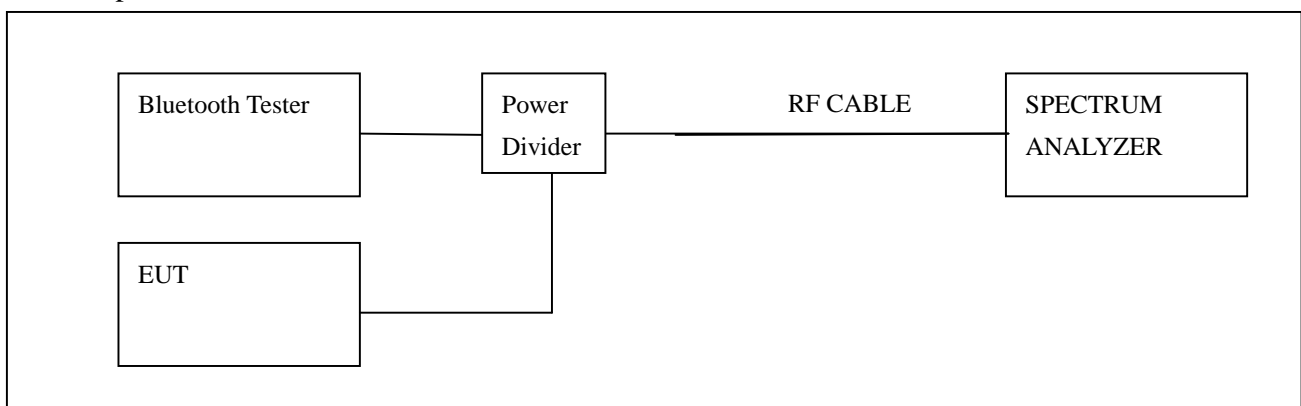 Bluetooth Tester
Power
Divider
RF CABLE
SPECTRUM
ANALYZER
EUT